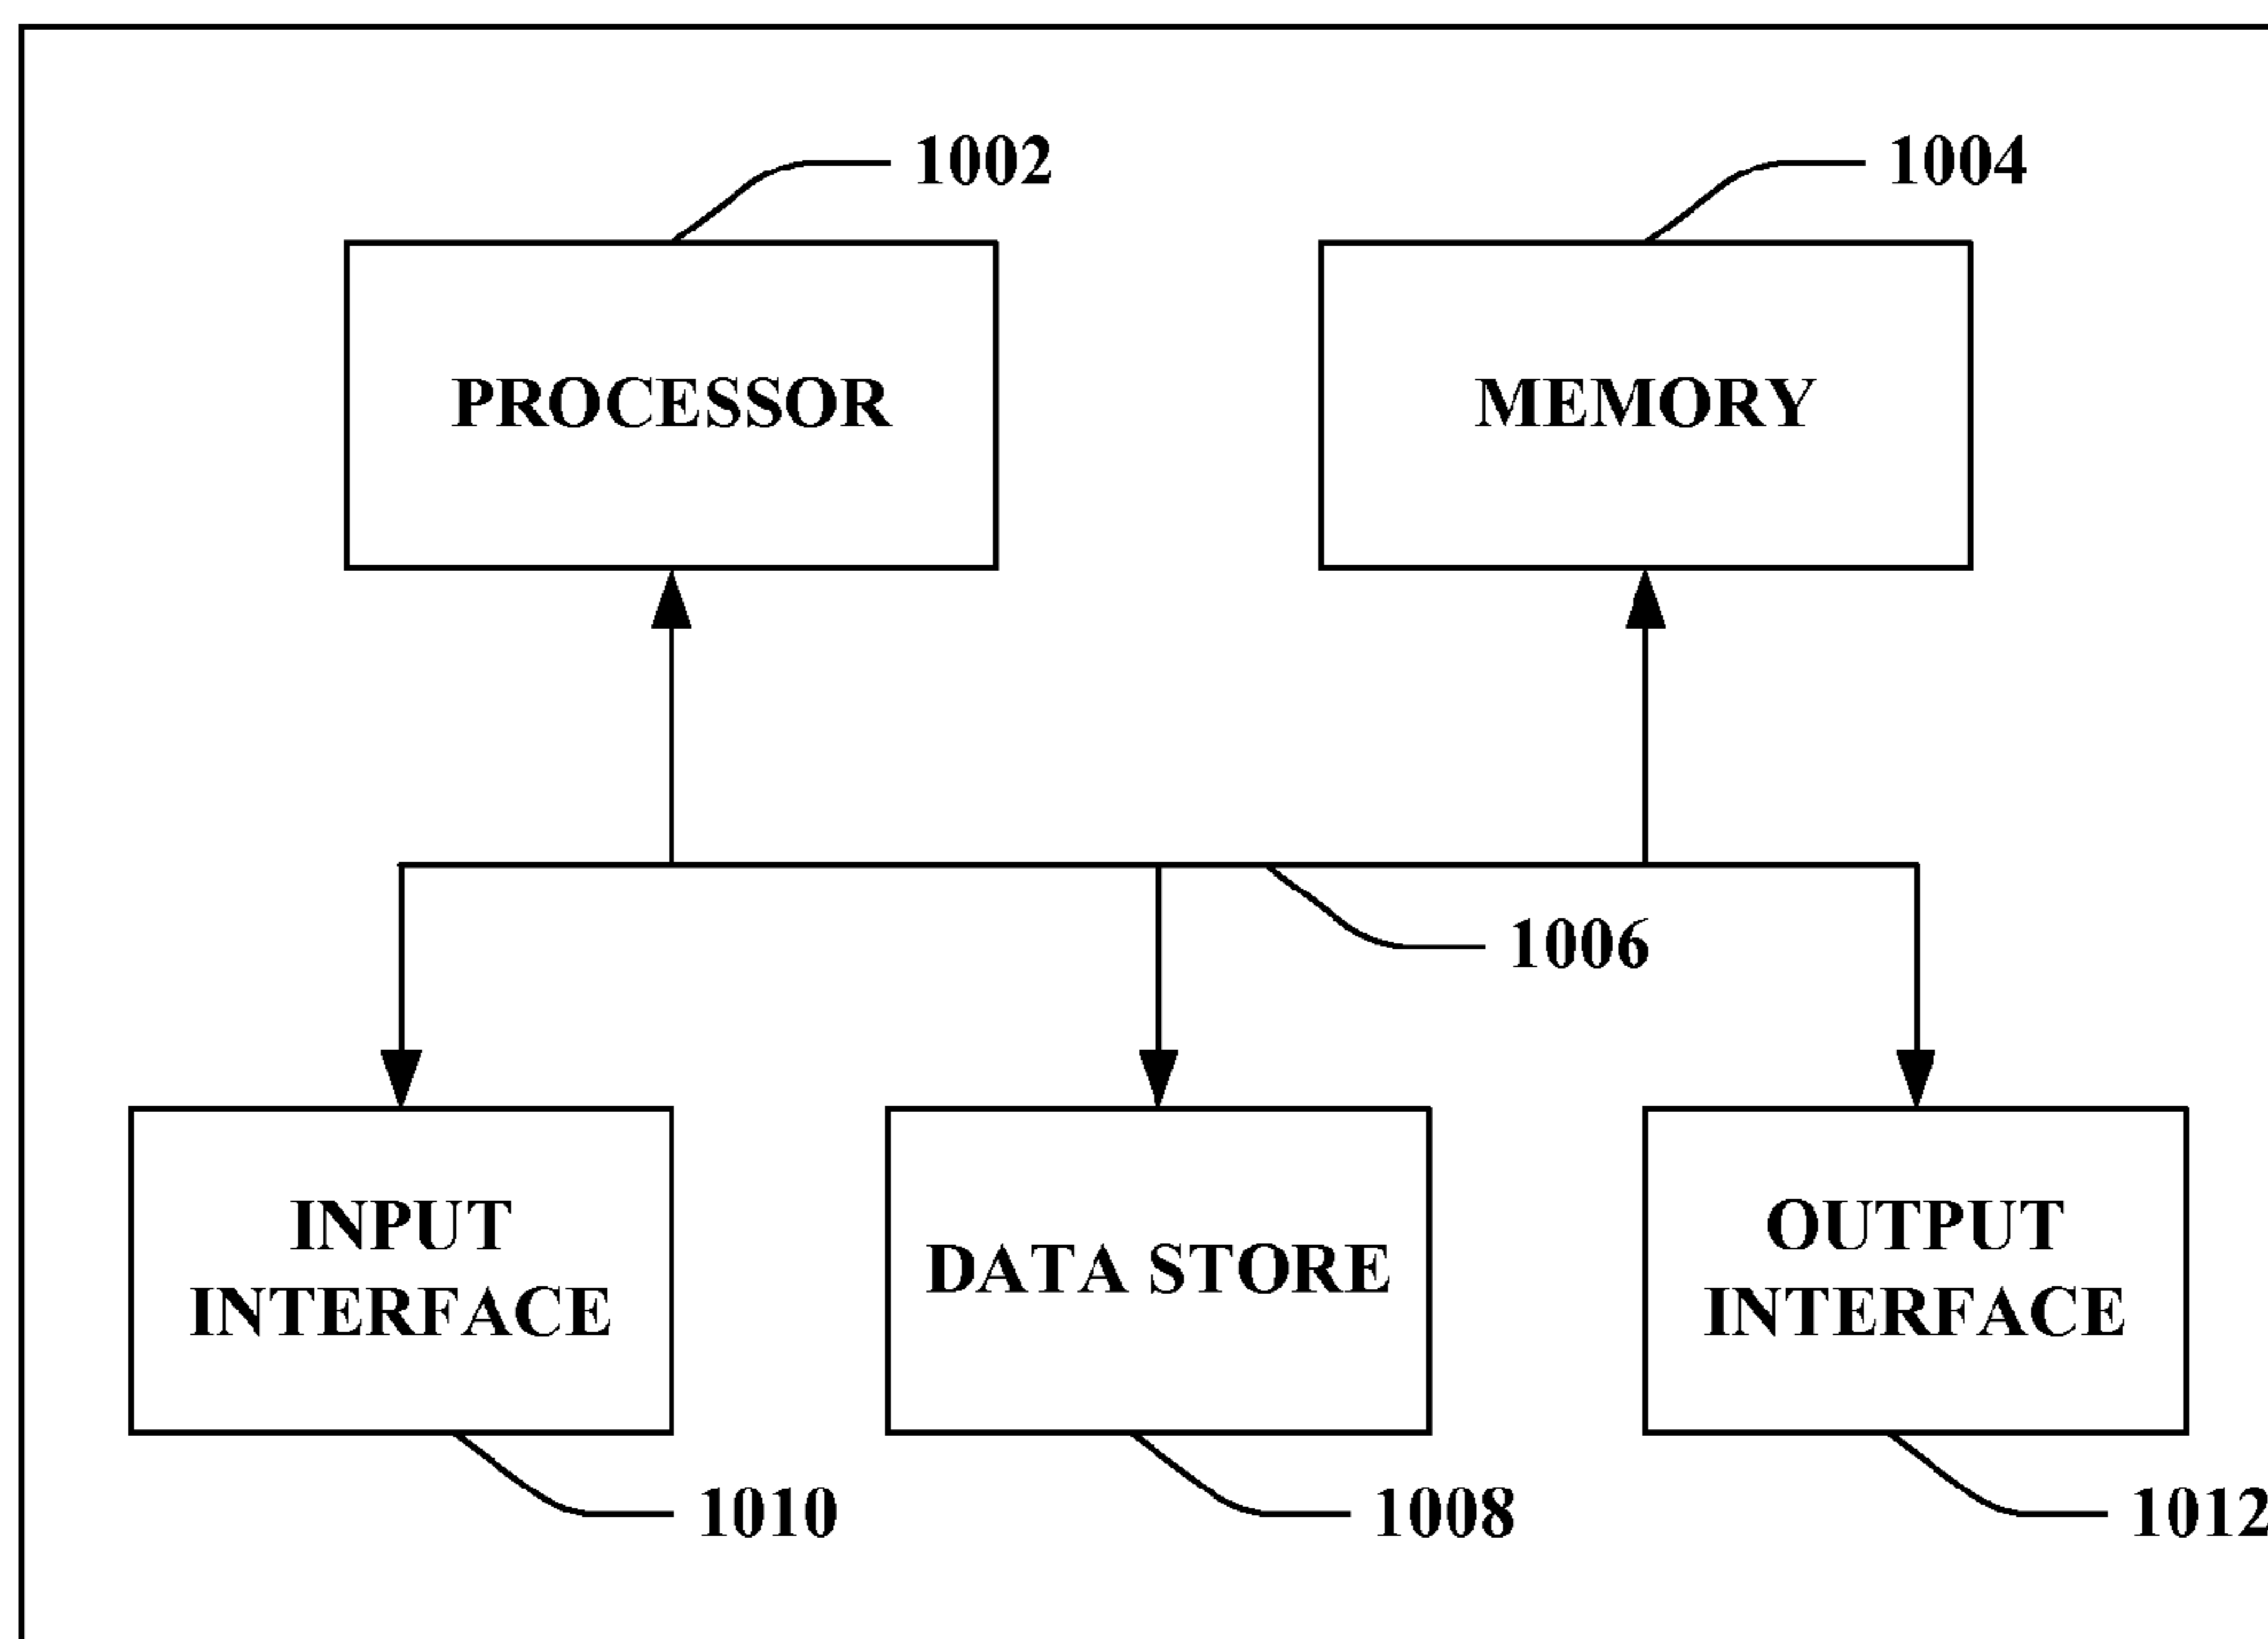 1002
1004
PROCESSOR
MEMORY
1006
INPUT
INTERFACE
DATA STORE
OUTPUT
INTERFACE
1010
1008
1012